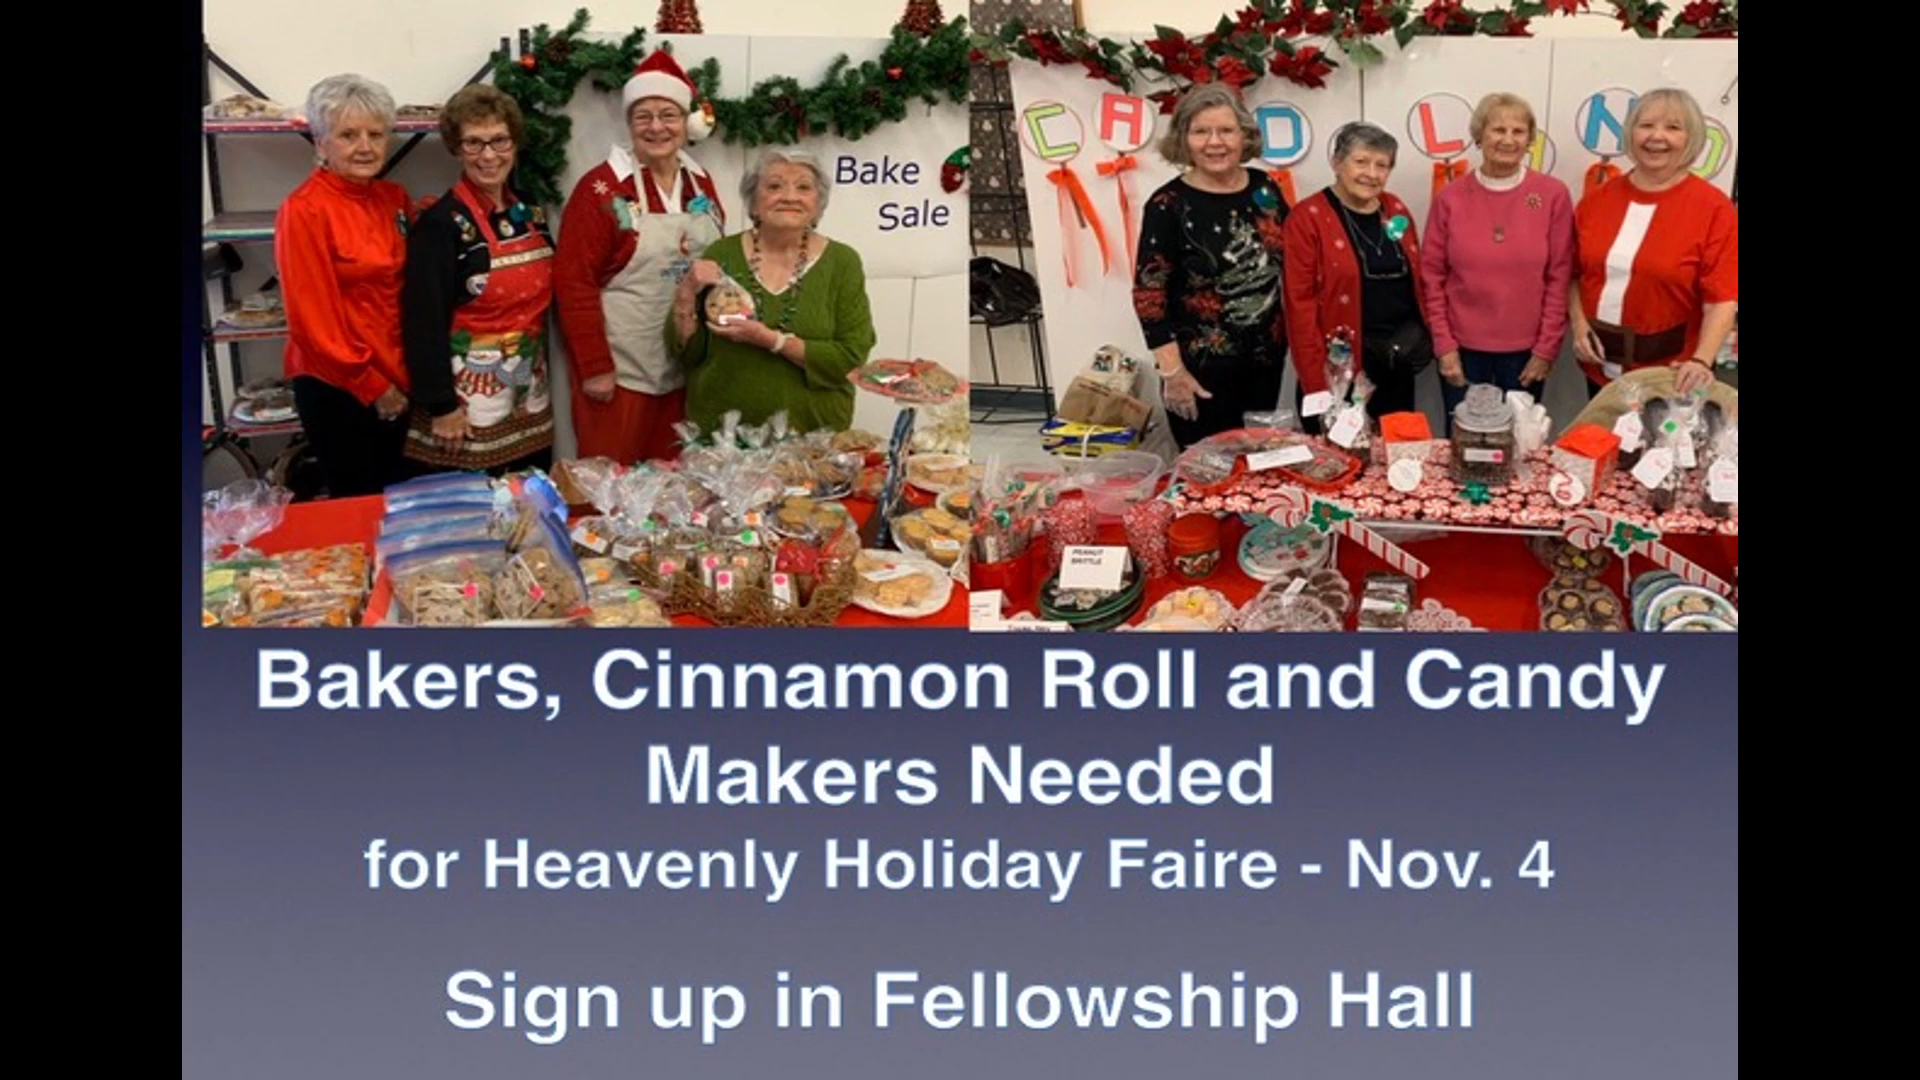 Bake
Sale
C A D L N D
PEANUT
BRITTLE
Bakers, Cinnamon Roll and Candy
Makers Needed
for Heavenly Holiday Faire - Nov. 4
Sign up in Fellowship Hall